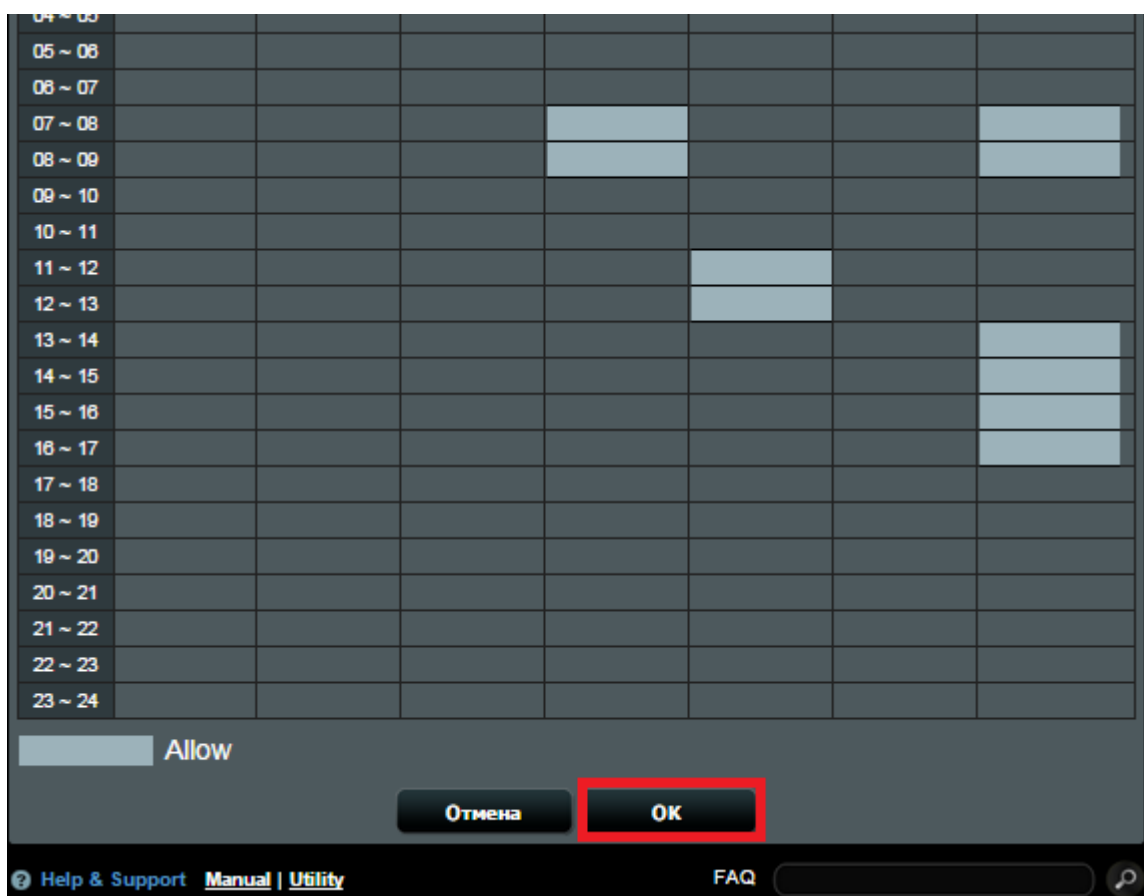 04 ~ 05
05 ~ 06
06 ~ 07
07 ~ 08
08 ~ 09
09 ~ 10
10 ~ 11
11 ~ 12
12 ~ 13
13 ~ 14
14 ~ 15
15 ~ 16
16 ~ 17
17 ~ 18
18 ~ 19
19 ~ 20
20 ~ 21
21 ~ 22
22 ~ 23
23 ~ 24
Allow
Отмена OK
Help & Support Manual | Utility FAQ